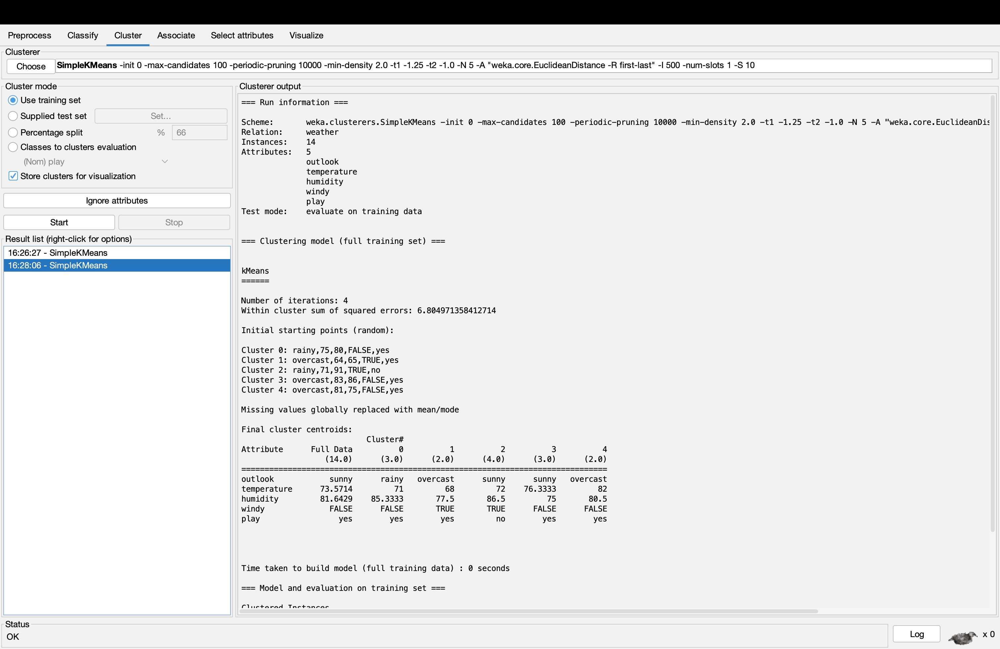 Preprocess Classify Cluster Associate Select attributes Visualize
Clusterer
Choose SimpleKMeans -init 0 -max-candidates 100 -periodic-pruning 10000 -min-density 2.0 -t1 -1.25 -t2 -1.0 -N 5 -A "weka.core.EuclideanDistance -R first-last" -I 500 -num-slots 1 -S 10
Cluster mode
Use training set
Supplied test set Set...
Percentage split % 66
Classes to clusters evaluation
(Nom) play
Store clusters for visualization
Ignore attributes
Start Stop
Result list (right-click for options)
16:26:27 - SimpleKMeans
16:28:06 - SimpleKMeans
Clusterer output
=== Run information ===
Scheme: weka.clusterers.SimpleKMeans -init 0 -max-candidates 100 -periodic-pruning 10000 -min-density 2.0 -t1 -1.25 -t2 -1.0 -N 5 -A "weka.core.EuclideanDis
Relation: weather
Instances: 14
Attributes: 5
outlook
temperature
humidity
windy
play
Test mode: evaluate on training data
=== Clustering model (full training set) ===
kMeans
======
Number of iterations: 4
Within cluster sum of squared errors: 6.804971358412714
Initial starting points (random):
Cluster 0: rainy,75,80,FALSE,yes
Cluster 1: overcast,64,65,TRUE,yes
Cluster 2: rainy,71,91,TRUE,no
Cluster 3: overcast,83,86,FALSE,yes
Cluster 4: overcast,81,75,FALSE,yes
Missing values globally replaced with mean/mode
Final cluster centroids:
Cluster#
Attribute Full Data 0 1 2 3 4
(14.0) (3.0) (2.0) (4.0) (3.0) (2.0)
===============================================================================
outlook sunny rainy overcast sunny sunny overcast
temperature 73.5714 71 68 72 76.3333 82
humidity 81.6429 85.3333 77.5 86.5 75 80.5
windy FALSE FALSE TRUE TRUE FALSE FALSE
play yes yes yes no yes yes
Time taken to build model (full training data) : 0 seconds
=== Model and evaluation on training set ===
Clustered Instances
Status
OK
Log x 0